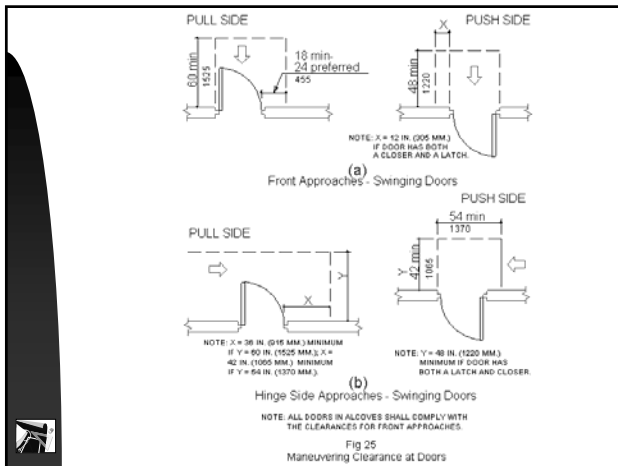 PULL SIDE
PUSH SIDE
60 min
1525
18 min-
24 preferred
455
X
48 min
1220
NOTE: X = 12 IN. (305 MM.)
IF DOOR HAS BOTH
A CLOSER AND A LATCH.
(a)
Front Approaches - Swinging Doors
PULL SIDE
PUSH SIDE
X
Y
54 min
1370
Y
42 min
1065
NOTE: X = 36 IN. (915 MM.) MINIMUM
IF Y = 60 IN. (1525 MM.); X =
42 IN. (1065 MM.) MINIMUM
IF Y = 54 IN. (1370 MM.).
NOTE: Y = 48 IN. (1220 MM.)
MINIMUM IF DOOR HAS
BOTH A LATCH AND CLOSER.
(b)
Hinge Side Approaches - Swinging Doors
NOTE: ALL DOORS IN ALCOVES SHALL COMPLY WITH
THE CLEARANCES FOR FRONT APPROACHES.
Fig 25
Maneuvering Clearance at Doors